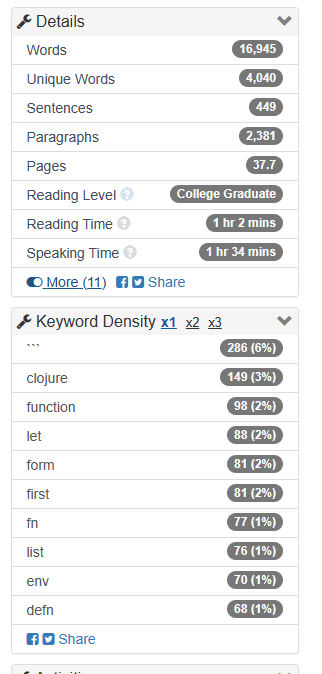 Details
Words 16,945
Unique Words 4,040
Sentences 449
Paragraphs 2,381
Pages 37.7
Reading Level ? College Graduate
Reading Time ? 1 hr 2 mins
Speaking Time ? 1 hr 34 mins
More (11) Share
Keyword Density x1 x2 x3
``` 286 (6%)
clojure 149 (3%)
function 98 (2%)
let 88 (2%)
form 81 (2%)
first 81 (2%)
fn 77 (1%)
list 76 (1%)
env 70 (1%)
defn 68 (1%)
Share